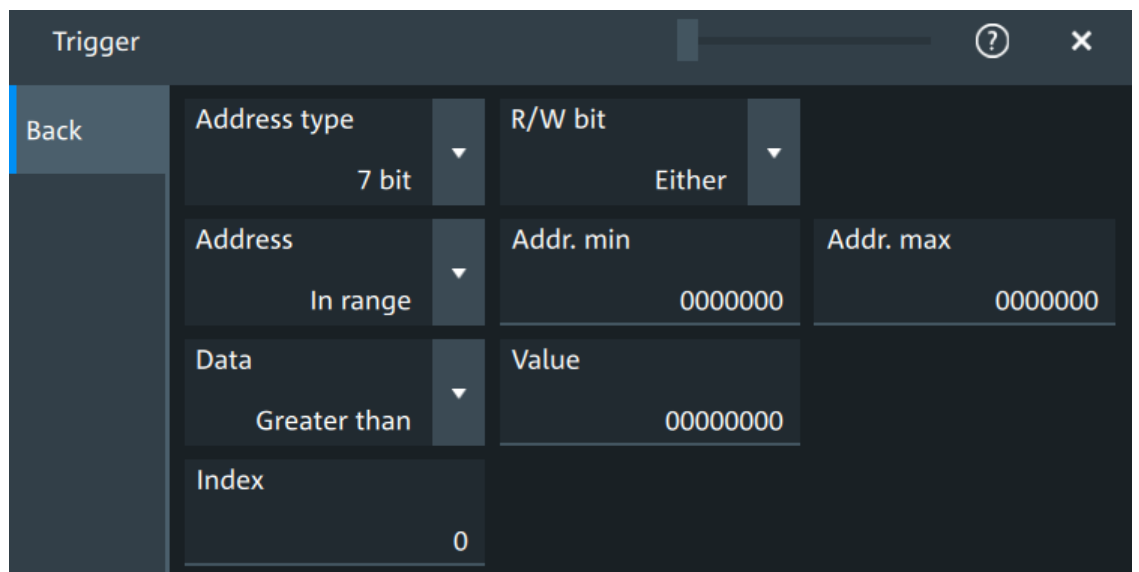 Trigger
?
Back
Address type
R/W bit
7 bit
Either
Address
Addr. min
Addr. max
In range
0000000
0000000
Data
Value
Greater than
00000000
Index
0